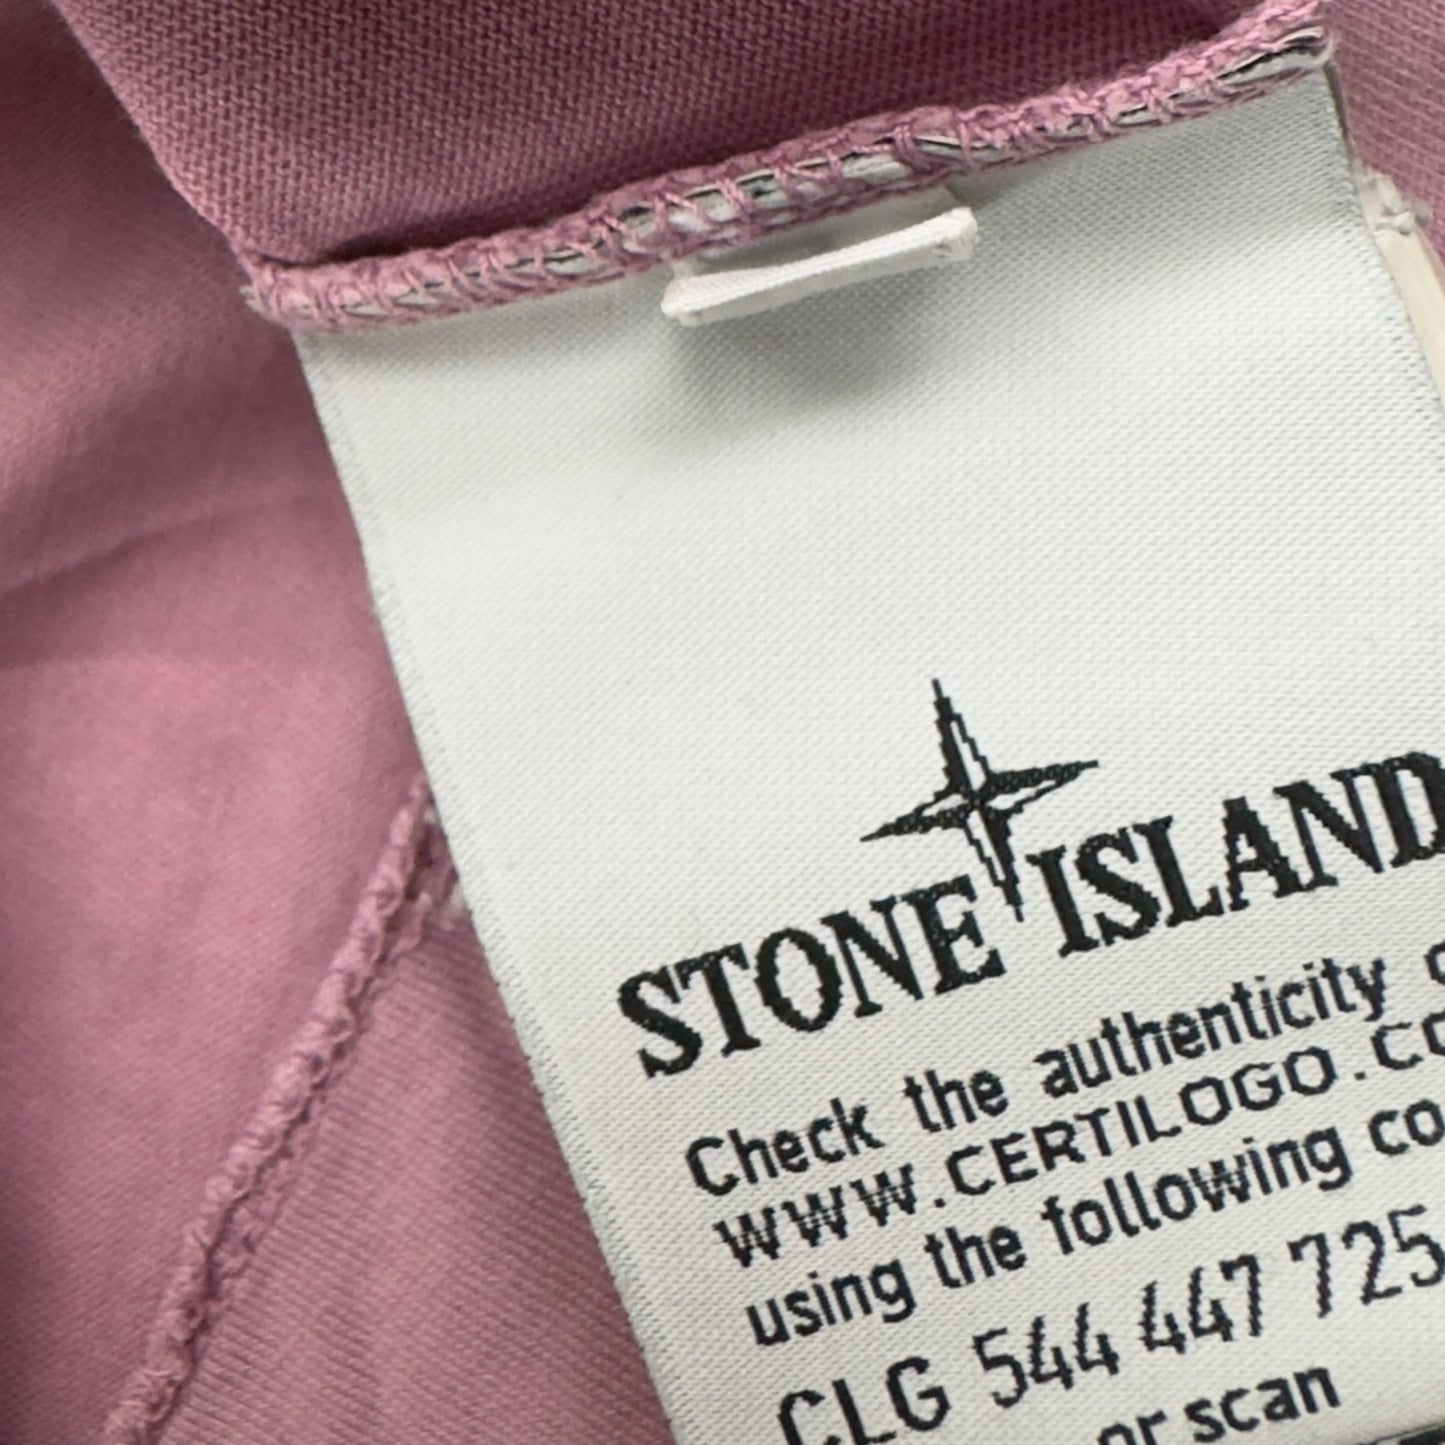 STONE ISLAND
Check the authenticity
WWW.CERTILOGO.CO
using the following co
CLG 544 447 725
or scan